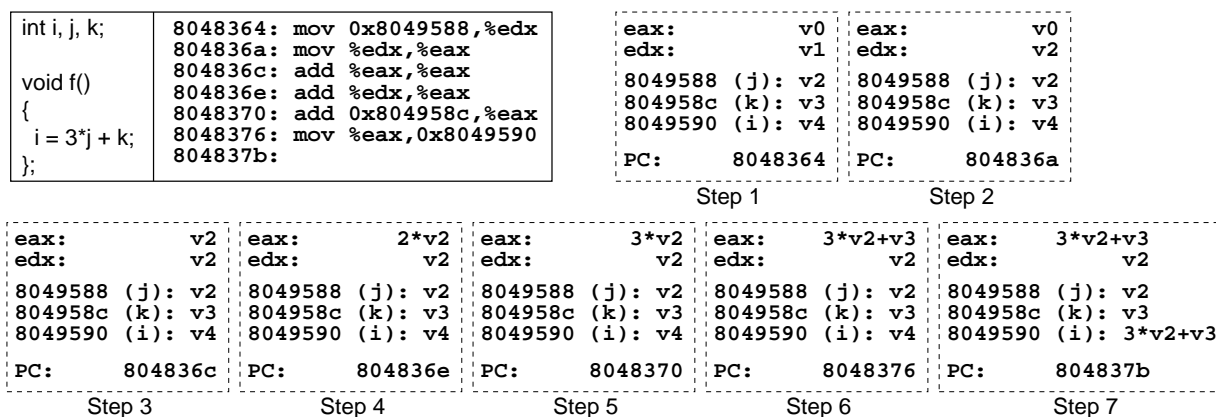 int i, j, k;
void f()
{
i = 3*j + k;
};
8048364: mov 0x8049588,%edx
804836a: mov %edx,%eax
804836c: add %eax,%eax
804836e: add %edx,%eax
8048370: add 0x804958c,%eax
8048376: mov %eax,0x8049590
804837b:
eax: v0
edx: v1
8049588 (j): v2
804958c (k): v3
8049590 (i): v4
PC: 8048364
Step 1
eax: v0
edx: v2
8049588 (j): v2
804958c (k): v3
8049590 (i): v4
PC: 804836a
Step 2
eax: v2
edx: v2
8049588 (j): v2
804958c (k): v3
8049590 (i): v4
PC: 804836c
Step 3
eax: 2*v2
edx: v2
8049588 (j): v2
804958c (k): v3
8049590 (i): v4
PC: 804836e
Step 4
eax: 3*v2
edx: v2
8049588 (j): v2
804958c (k): v3
8049590 (i): v4
PC: 8048370
Step 5
eax: 3*v2+v3
edx: v2
8049588 (j): v2
804958c (k): v3
8049590 (i): v4
PC: 8048376
Step 6
eax: 3*v2+v3
edx: v2
8049588 (j): v2
804958c (k): v3
8049590 (i): 3*v2+v3
PC: 804837b
Step 7